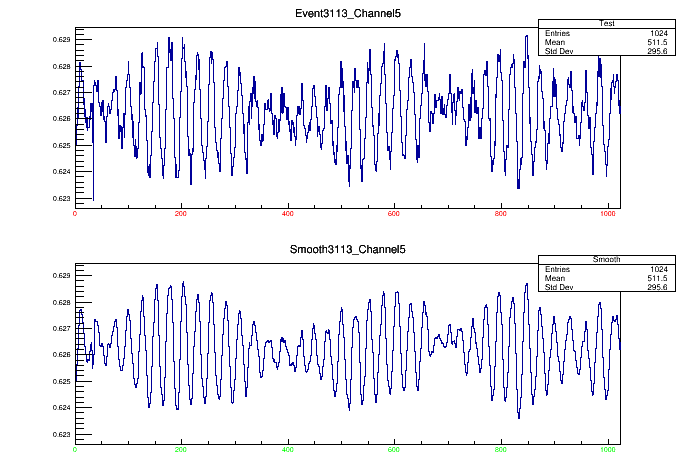 Event3113_Channel5
Test
Entries 1024
Mean 511.5
Std Dev 295.6
0.629
0.628
0.627
0.626
0.625
0.624
0.623
0 200 400 600 800 1000
Smooth3113_Channel5
Smooth
Entries 1024
Mean 511.5
Std Dev 295.6
0.629
0.628
0.627
0.626
0.625
0.624
0.623
0 200 400 600 800 1000